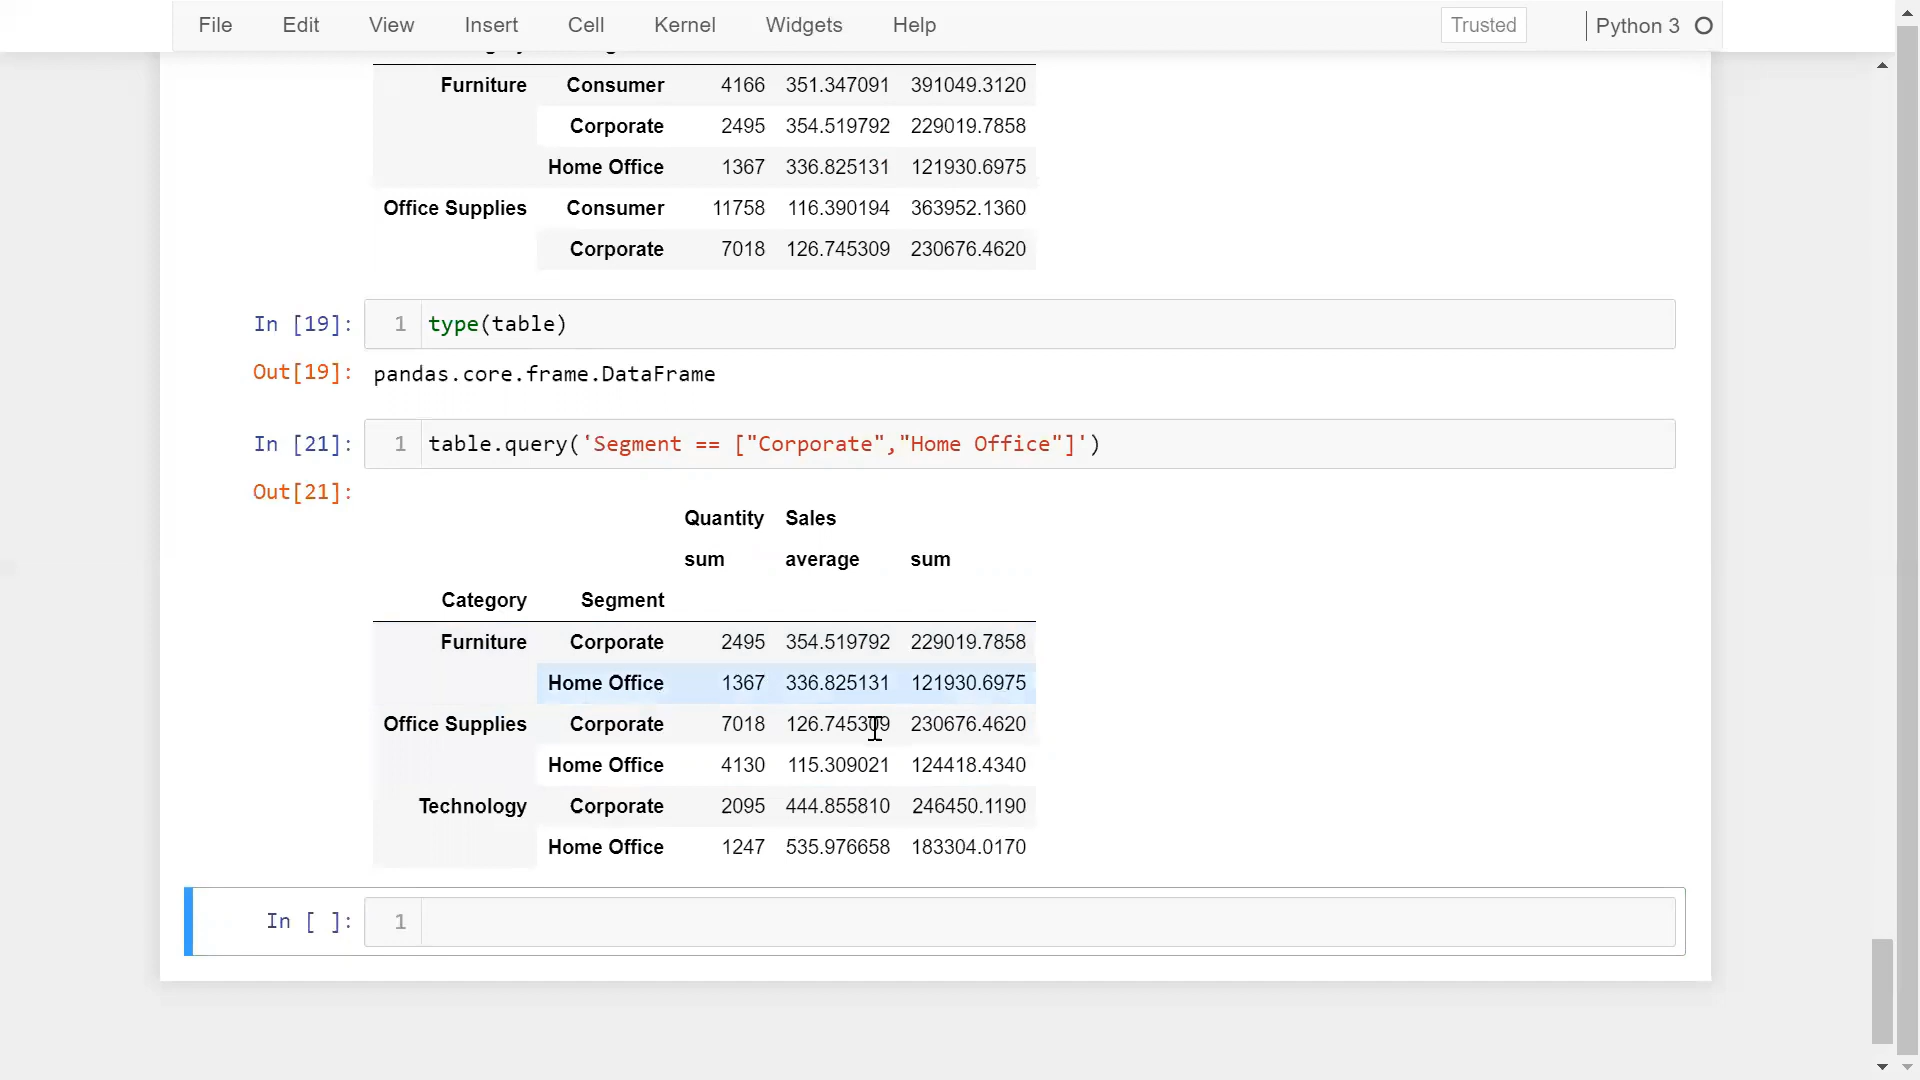 File Edit View Insert Cell Kernel Widgets Help Trusted Python 3
Furniture Consumer 4166 351.347091 391049.3120
Corporate 2495 354.519792 229019.7858
Home Office 1367 336.825131 121930.6975
Office Supplies Consumer 11758 116.390194 363952.1360
Corporate 7018 126.745309 230676.4620
In [19]: 1 type(table)
Out[19]: pandas.core.frame.DataFrame
In [21]: 1 table.query('Segment == ["Corporate","Home Office"]')
Out[21]:
Quantity Sales
sum average sum
Category Segment
Furniture Corporate 2495 354.519792 229019.7858
Home Office 1367 336.825131 121930.6975
Office Supplies Corporate 7018 126.745309 230676.4620
Home Office 4130 115.309021 124418.4340
Technology Corporate 2095 444.855810 246450.1190
Home Office 1247 535.976658 183304.0170
In [ ]: 1